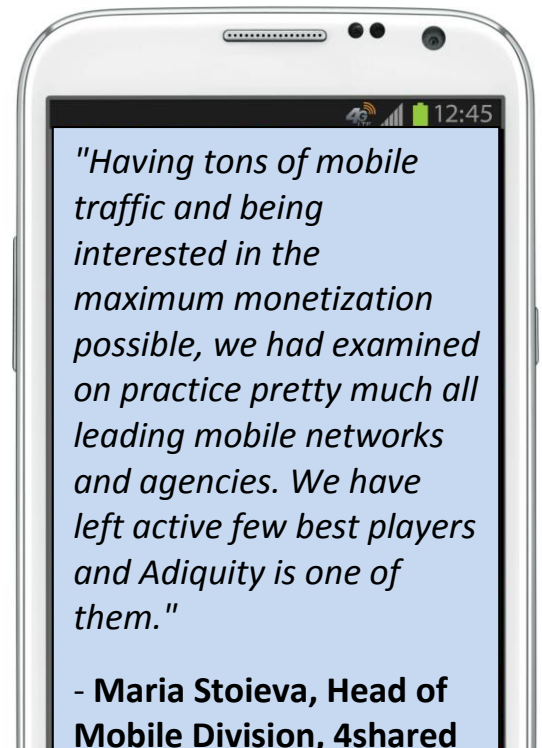 4G LTE 12:45
"Having tons of mobile
traffic and being
interested in the
maximum monetization
possible, we had examined
on practice pretty much all
leading mobile networks
and agencies. We have
left active few best players
and Adiquity is one of
them."
- Maria Stoieva, Head of
Mobile Division, 4shared